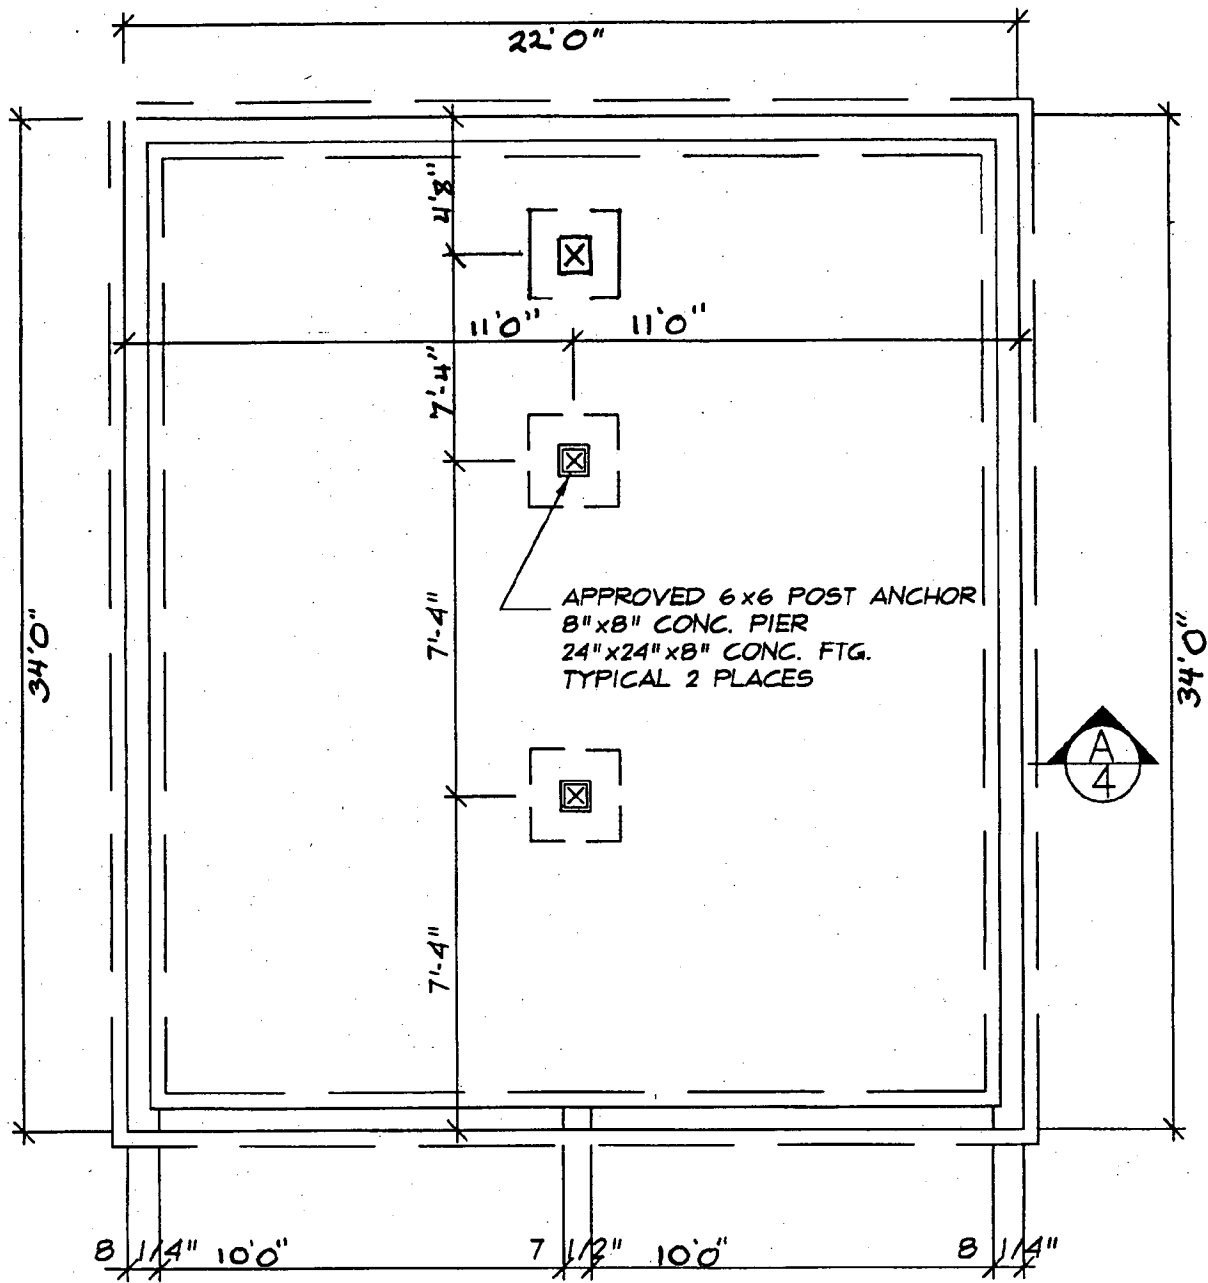 22'0"
4'8"
11'0" 11'0"
7'-4"
34'0"
7'-4"
APPROVED 6x6 POST ANCHOR
8"x8" CONC. PIER
24"x24"x8" CONC. FTG.
TYPICAL 2 PLACES
34'0"
A
4
7'-4"
8 1/4" 10'0" 7 1/2" 10'0" 8 1/4"